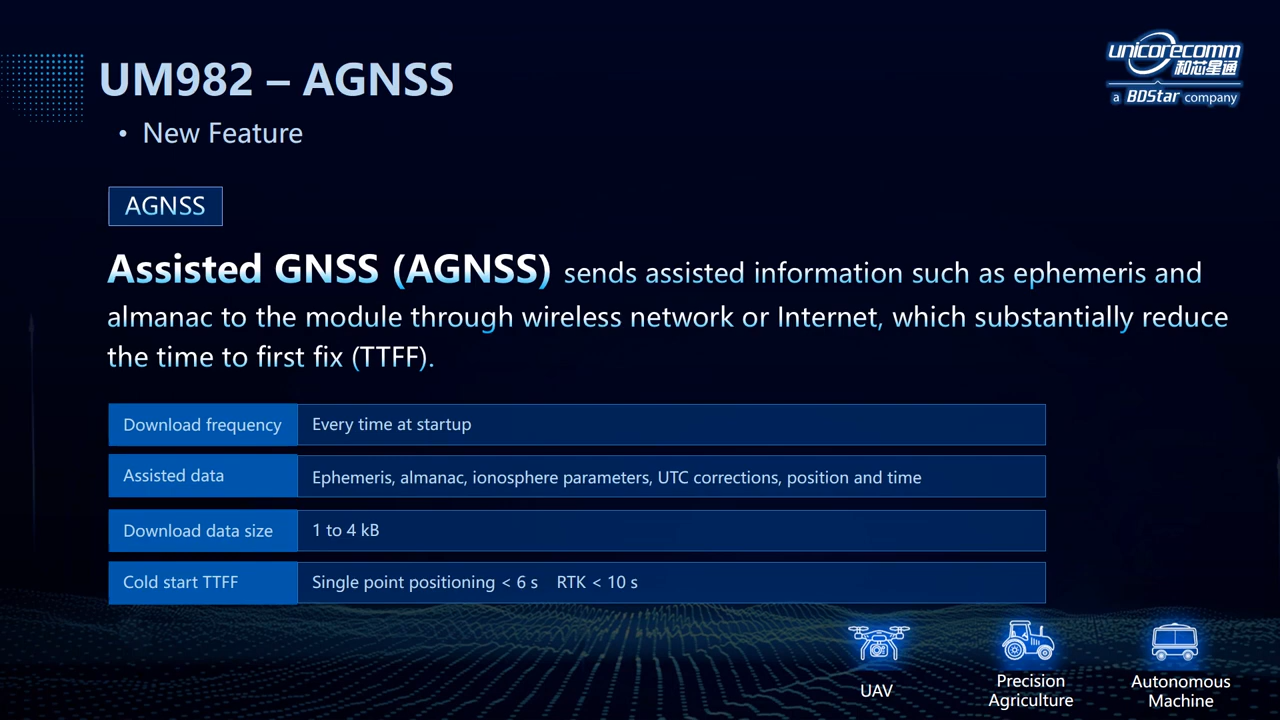 unicorecomm
和芯星通
a BDStar company
UM982 – AGNSS
• New Feature
AGNSS
Assisted GNSS (AGNSS) sends assisted information such as ephemeris and
almanac to the module through wireless network or Internet, which substantially reduce
the time to first fix (TTFF).
Download frequency Every time at startup
Assisted data Ephemeris, almanac, ionosphere parameters, UTC corrections, position and time
Download data size 1 to 4 kB
Cold start TTFF Single point positioning < 6 s RTK < 10 s
UAV
Precision
Agriculture
Autonomous
Machine